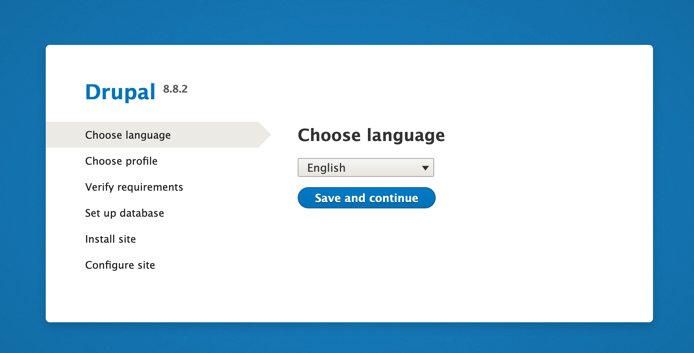 Drupal 8.8.2
Choose language
Choose profile
Verify requirements
Set up database
Install site
Configure site
Choose language
English
Save and continue